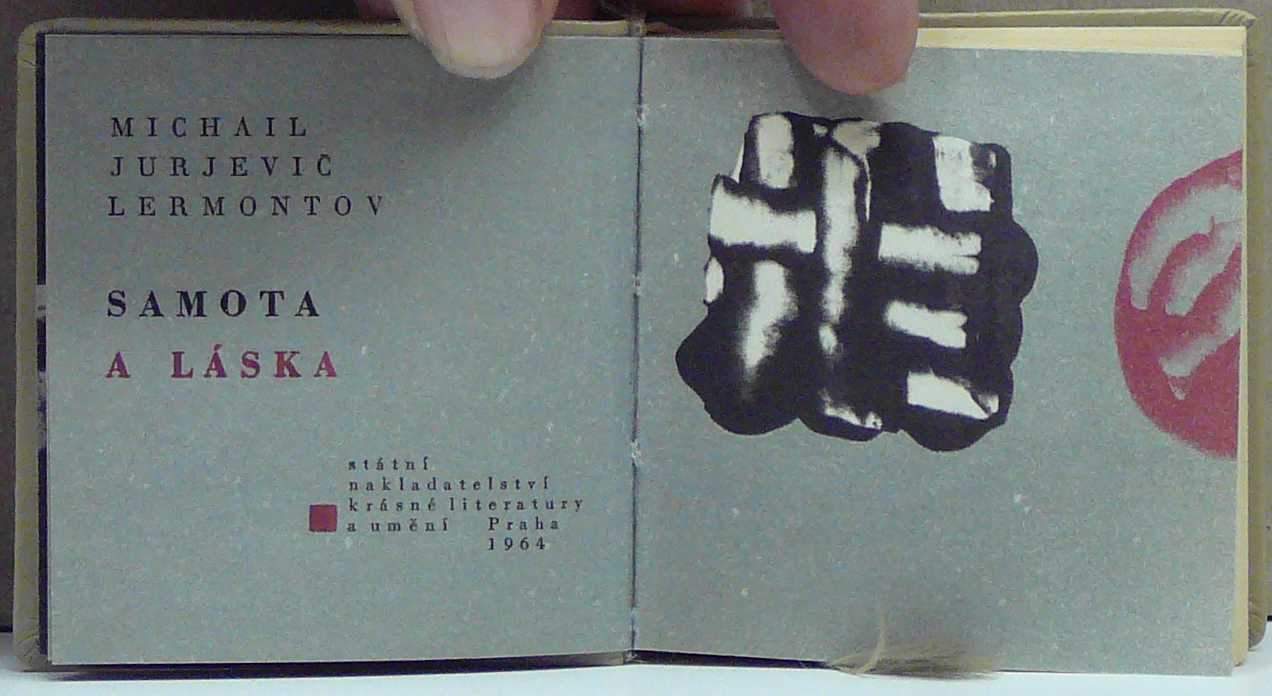 MICHAIL
JURJEVIČ
LERMONTOV
SAMOTA
A LÁSKA
státní
nakladatelství
krásné literatury
a umění Praha
1964